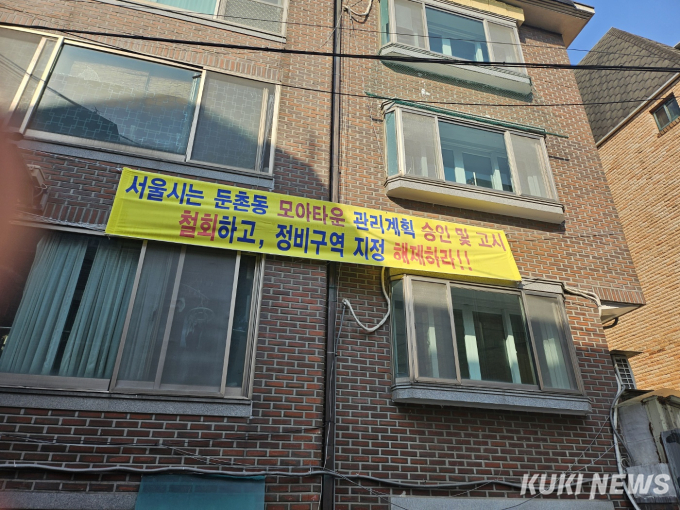 서울시는 둔촌동 모아타운 관리계획 승인 및 고시
철회하고, 정비구역 지정 해제하라!!
KUKI NEWS